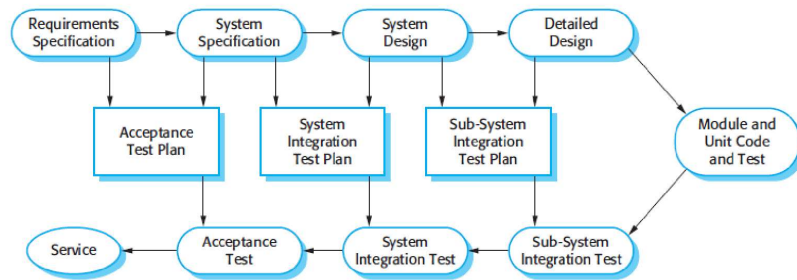 Requirements
Specification
System
Specification
System
Design
Detailed
Design
Acceptance
Test Plan
System
Integration
Test Plan
Sub-System
Integration
Test Plan
Module and
Unit Code
and Test
Service
Acceptance
Test
System
Integration Test
Sub-System
Integration Test